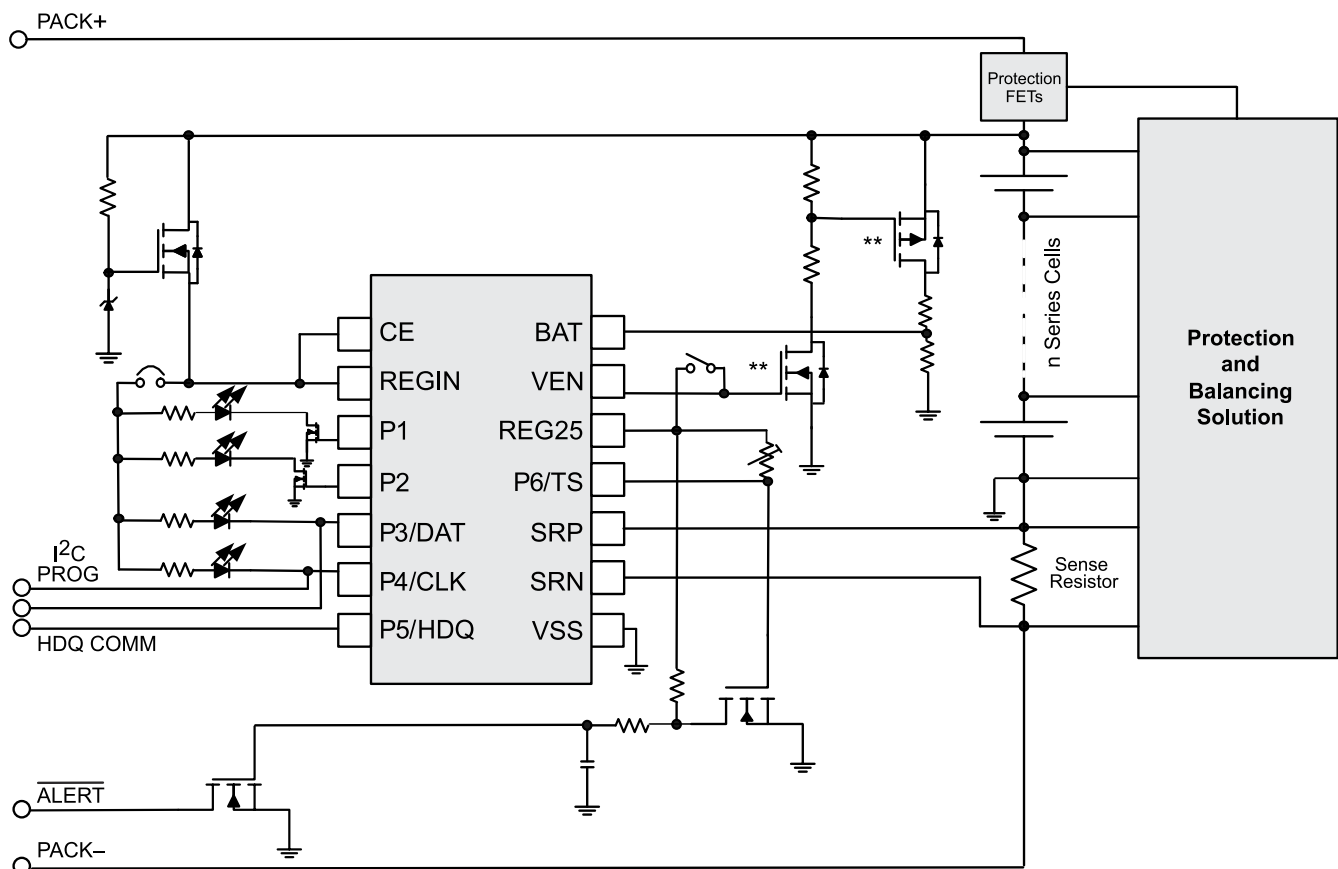 PACK+
Protection
FETs
**
n Series Cells
CE
BAT
Protection
and
Balancing
Solution
REGIN
VEN
**
P1
REG25
P2
P6/TS
P3/DAT
SRP
I²C
PROG
P4/CLK
SRN
Sense
Resistor
P5/HDQ
VSS
HDQ COMM
ALERT
PACK–